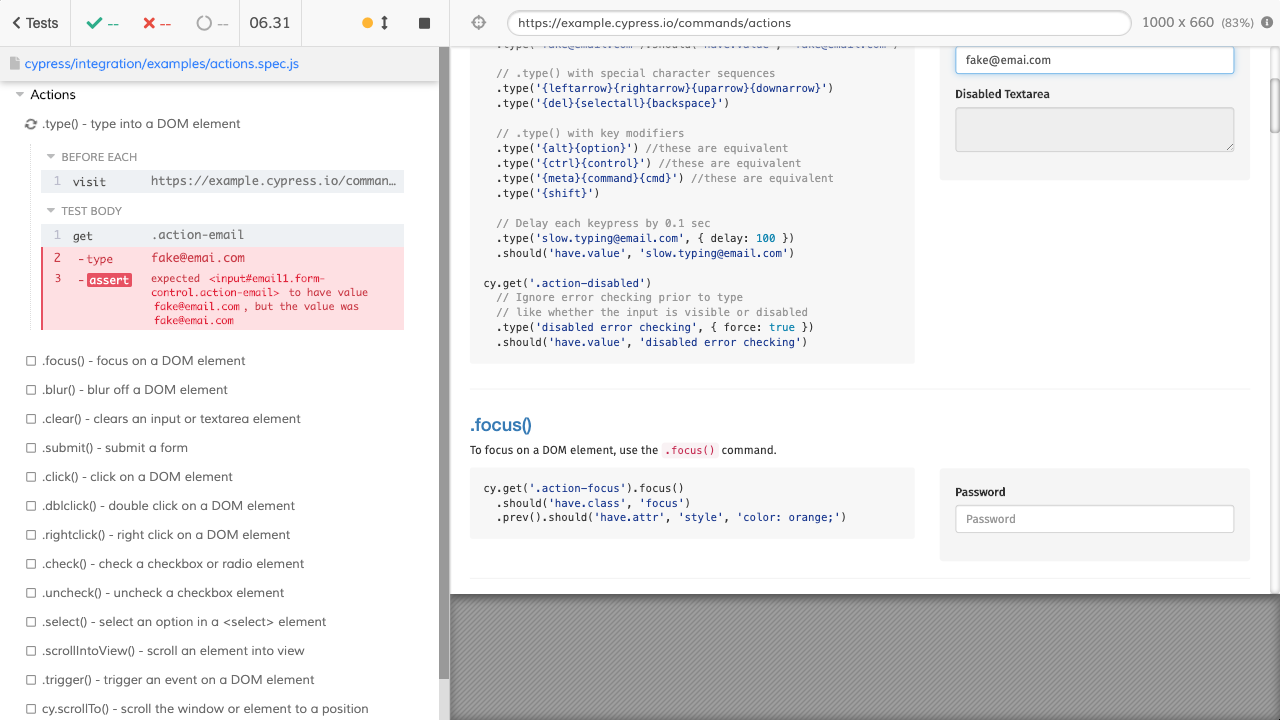 Tests
--
--
--
06.31
https://example.cypress.io/commands/actions
1000 x 660 (83%)
cypress/integration/examples/actions.spec.js
Actions
.type() - type into a DOM element
BEFORE EACH
1 visit https://example.cypress.io/comman…
TEST BODY
1 get .action-email
2 - type fake@emai.com
3 - assert expected <input#email1.form-
control.action-email> to have value
fake@email.com, but the value was
fake@emai.com
.focus() - focus on a DOM element
.blur() - blur off a DOM element
.clear() - clears an input or textarea element
.submit() - submit a form
.click() - click on a DOM element
.dblclick() - double click on a DOM element
.rightclick() - right click on a DOM element
.check() - check a checkbox or radio element
.uncheck() - uncheck a checkbox element
.select() - select an option in a <select> element
.scrollIntoView() - scroll an element into view
.trigger() - trigger an event on a DOM element
cy.scrollTo() - scroll the window or element to a position
.type('fake@email.com').should('have.value', 'fake@email.com')
// .type() with special character sequences
.type('{leftarrow}{rightarrow}{uparrow}{downarrow}')
.type('{del}{selectall}{backspace}')
// .type() with key modifiers
.type('{alt}{option}') //these are equivalent
.type('{ctrl}{control}') //these are equivalent
.type('{meta}{command}{cmd}') //these are equivalent
.type('{shift}')
// Delay each keypress by 0.1 sec
.type('slow.typing@email.com', { delay: 100 })
.should('have.value', 'slow.typing@email.com')
cy.get('.action-disabled')
// Ignore error checking prior to type
// like whether the input is visible or disabled
.type('disabled error checking', { force: true })
.should('have.value', 'disabled error checking')
fake@emai.com
Disabled Textarea
.focus()
To focus on a DOM element, use the .focus() command.
cy.get('.action-focus').focus()
.should('have.class', 'focus')
.prev().should('have.attr', 'style', 'color: orange;')
Password
Password